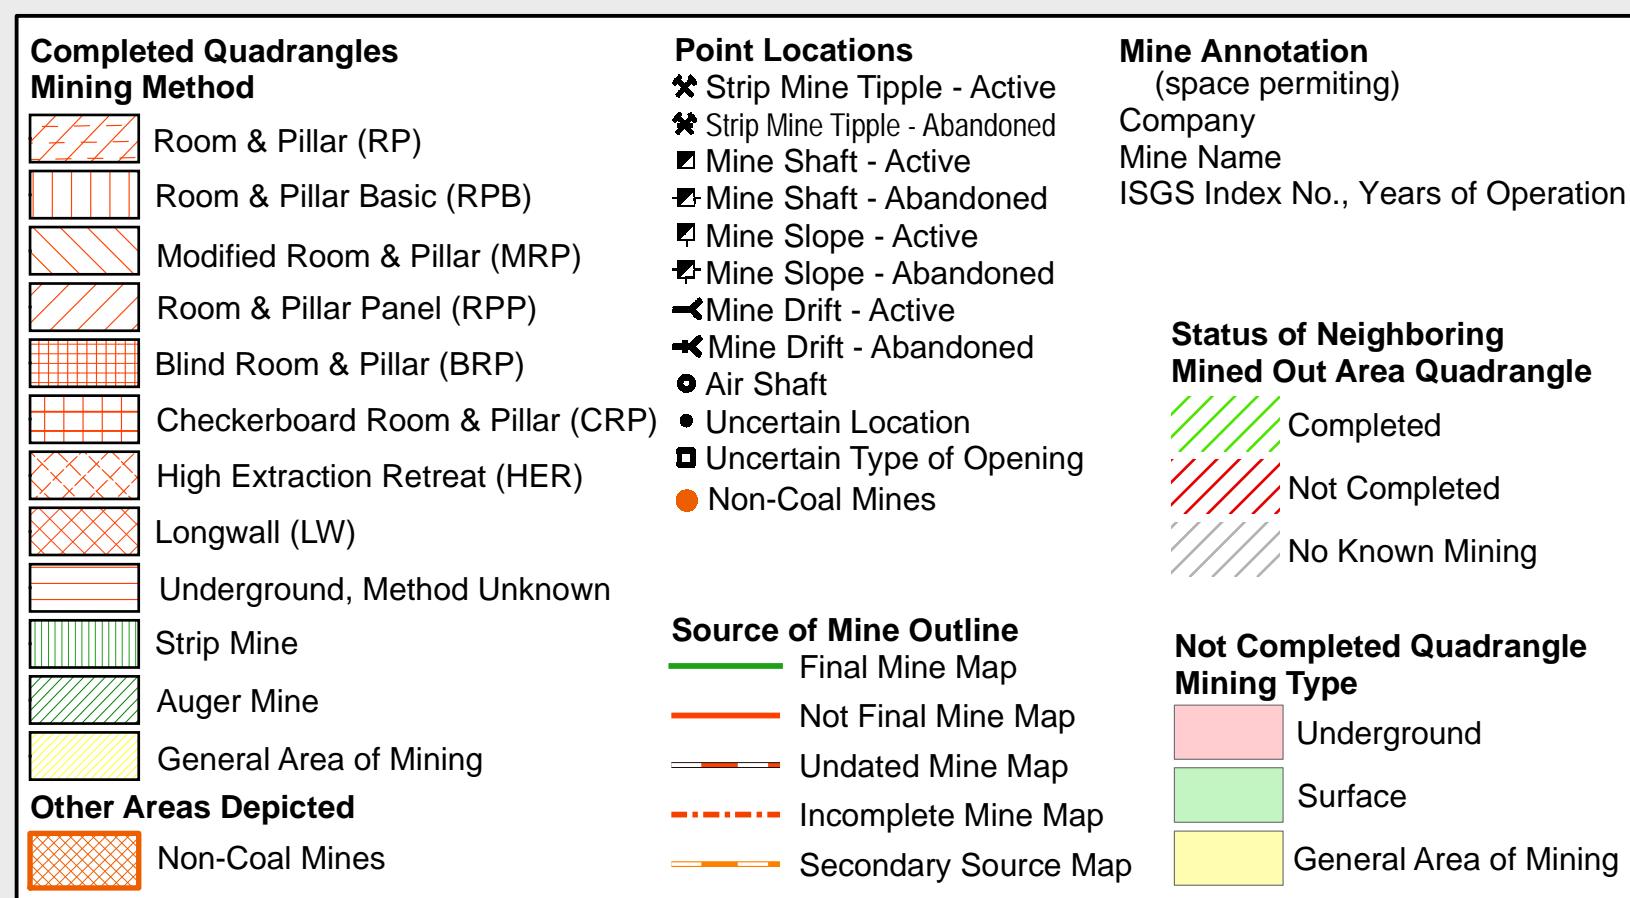 Completed Quadrangles
Mining Method
Room & Pillar (RP)
Room & Pillar Basic (RPB)
Modified Room & Pillar (MRP)
Room & Pillar Panel (RPP)
Blind Room & Pillar (BRP)
Checkerboard Room & Pillar (CRP)
High Extraction Retreat (HER)
Longwall (LW)
Underground, Method Unknown
Strip Mine
Auger Mine
General Area of Mining
Other Areas Depicted
Non-Coal Mines
Point Locations
Strip Mine Tipple - Active
Strip Mine Tipple - Abandoned
Mine Shaft - Active
Mine Shaft - Abandoned
Mine Slope - Active
Mine Slope - Abandoned
Mine Drift - Active
Mine Drift - Abandoned
Air Shaft
Uncertain Location
Uncertain Type of Opening
Non-Coal Mines
Source of Mine Outline
Final Mine Map
Not Final Mine Map
Undated Mine Map
Incomplete Mine Map
Secondary Source Map
Mine Annotation
(space permiting)
Company
Mine Name
ISGS Index No., Years of Operation
Status of Neighboring
Mined Out Area Quadrangle
Completed
Not Completed
No Known Mining
Not Completed Quadrangle
Mining Type
Underground
Surface
General Area of Mining